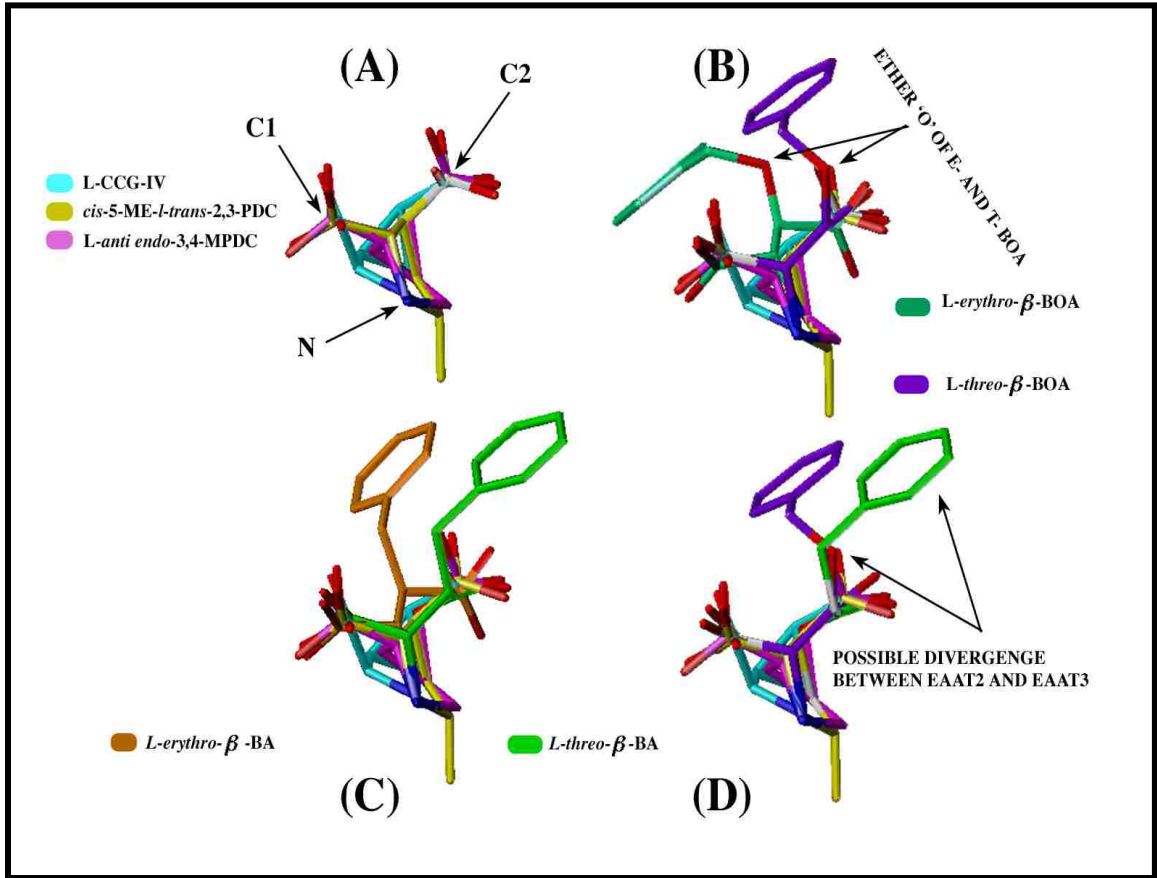 (A)
C2
C1
L-CCG-IV
cis-5-ME-l-trans-2,3-PDC
L-anti endo-3,4-MPDC
N
(B)
ETHER 'O' OF E- AND T- BOA
L-erythro-β-BOA
L-threo-β-BOA
L-erythro-β -BA
L-threo-β-BA
(C)
POSSIBLE DIVERGENCE
BETWEEN EAAT2 AND EAAT3
(D)